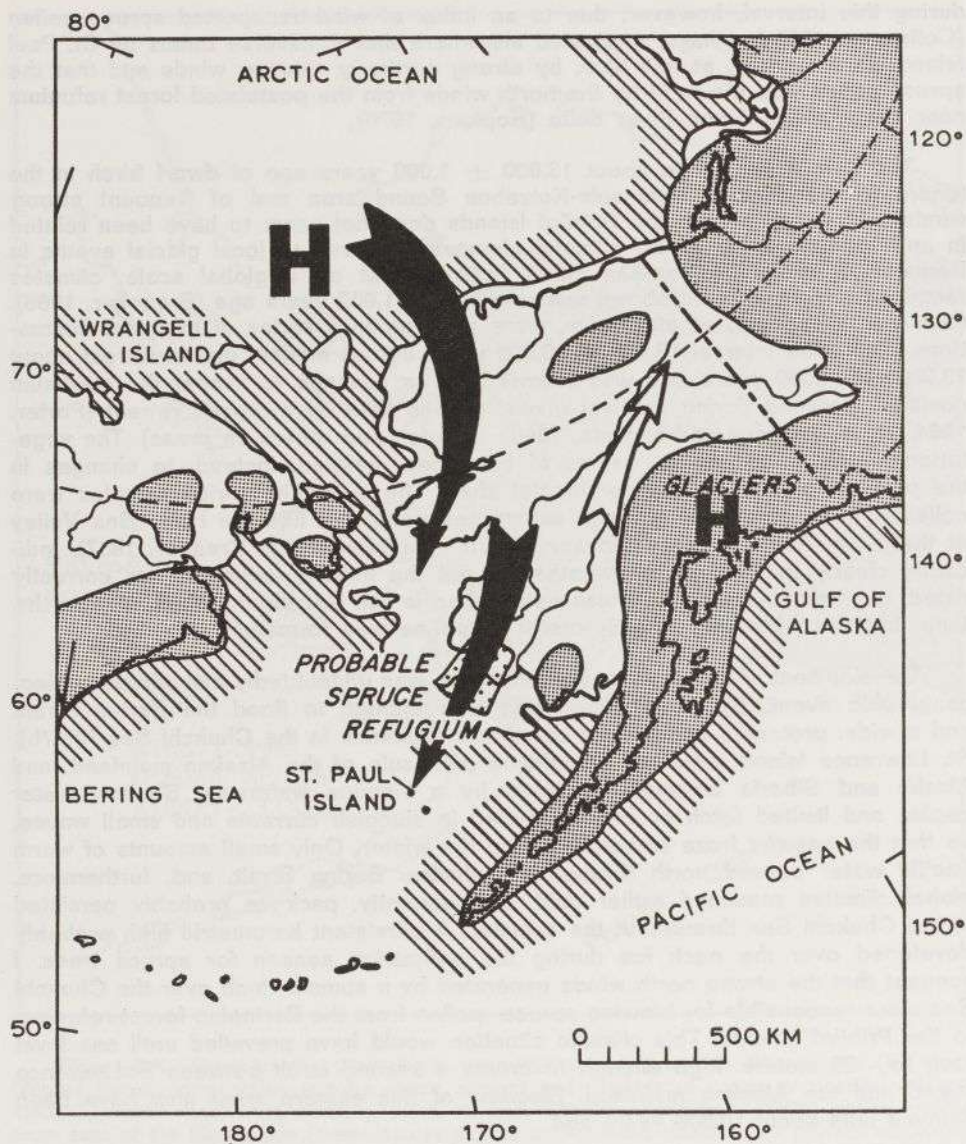 80°
ARCTIC OCEAN
120°
H
WRANGELL
ISLAND
130°
70°
GLACIERS
H
140°
GULF OF
ALASKA
PROBABLE
SPRUCE
REFUGIUM
60°
ST. PAUL
ISLAND
BERING SEA
PACIFIC OCEAN
150°
50°
0 500 KM
180° 170° 160°